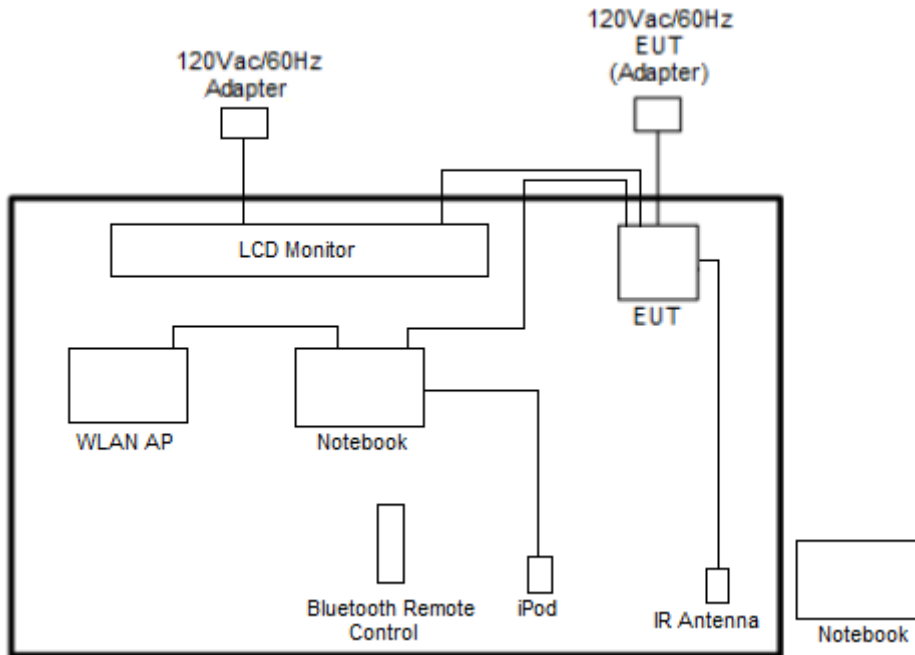 120Vac/60Hz
Adapter
120Vac/60Hz
EUT
(Adapter)
LCD Monitor
EUT
WLAN AP
Notebook
Bluetooth Remote
Control
iPod
IR Antenna
Notebook